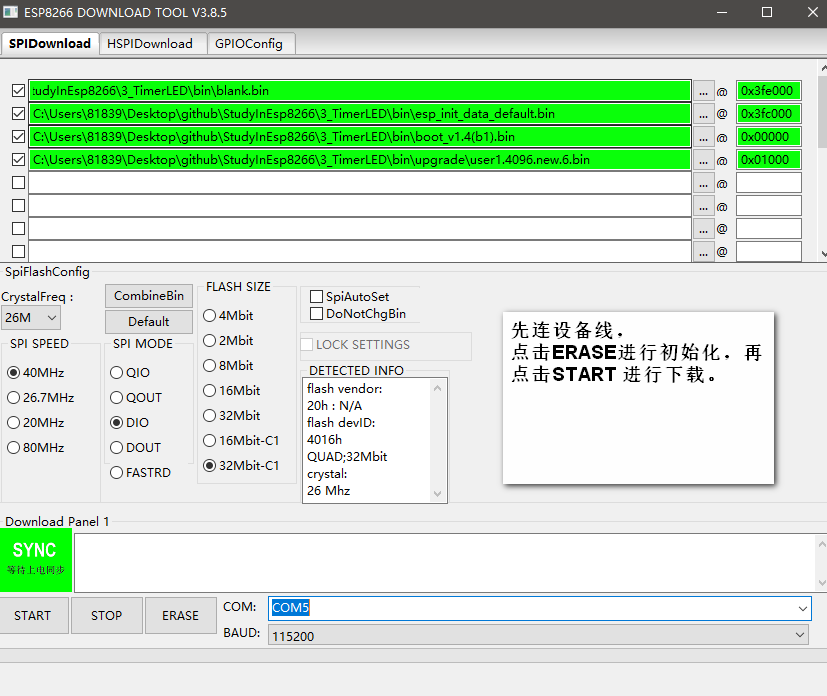 ESP8266 DOWNLOAD TOOL V3.8.5
SPIDownload HSPIDownload GPIOConfig
:udyInEsp8266\3_TimerLED\bin\blank.bin ... @ 0x3fe000
C:\Users\81839\Desktop\github\StudyInEsp8266\3_TimerLED\bin\esp_init_data_default.bin ... @ 0x3fc000
C:\Users\81839\Desktop\github\StudyInEsp8266\3_TimerLED\bin\boot_v1.4(b1).bin ... @ 0x00000
C:\Users\81839\Desktop\github\StudyInEsp8266\3_TimerLED\bin\upgrade\user1.4096.new.6.bin ... @ 0x01000
... @
... @
... @
... @
SpiFlashConfig
CrystalFreq :
26M
CombineBin
Default
SPI SPEED
40MHz
26.7MHz
20MHz
80MHz
SPI MODE
QIO
QOUT
DIO
DOUT
FASTRD
FLASH SIZE
4Mbit
2Mbit
8Mbit
16Mbit
32Mbit
16Mbit-C1
32Mbit-C1
SpiAutoSet
DoNotChgBin
LOCK SETTINGS
DETECTED INFO
flash vendor:
20h : N/A
flash devID:
4016h
QUAD;32Mbit
crystal:
26 Mhz
先连设备线，
点击ERASE进行初始化，再
点击START 进行下载。
Download Panel 1
SYNC
等待上电同步
START STOP ERASE
COM: COM5
BAUD: 115200